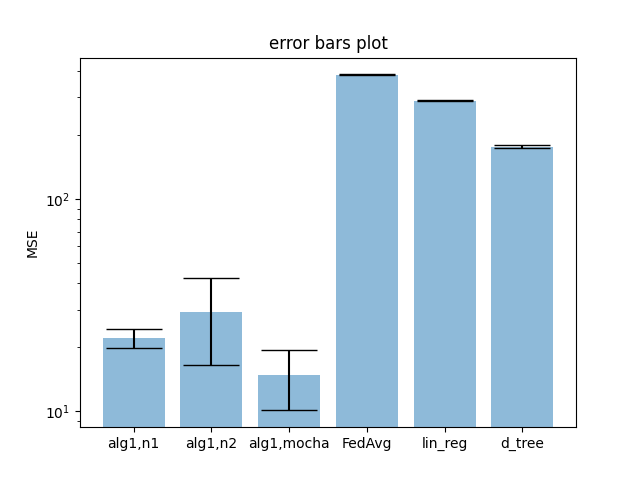 error bars plot
MSE
10²
10¹
alg1,n1 alg1,n2 alg1,mocha FedAvg lin_reg d_tree